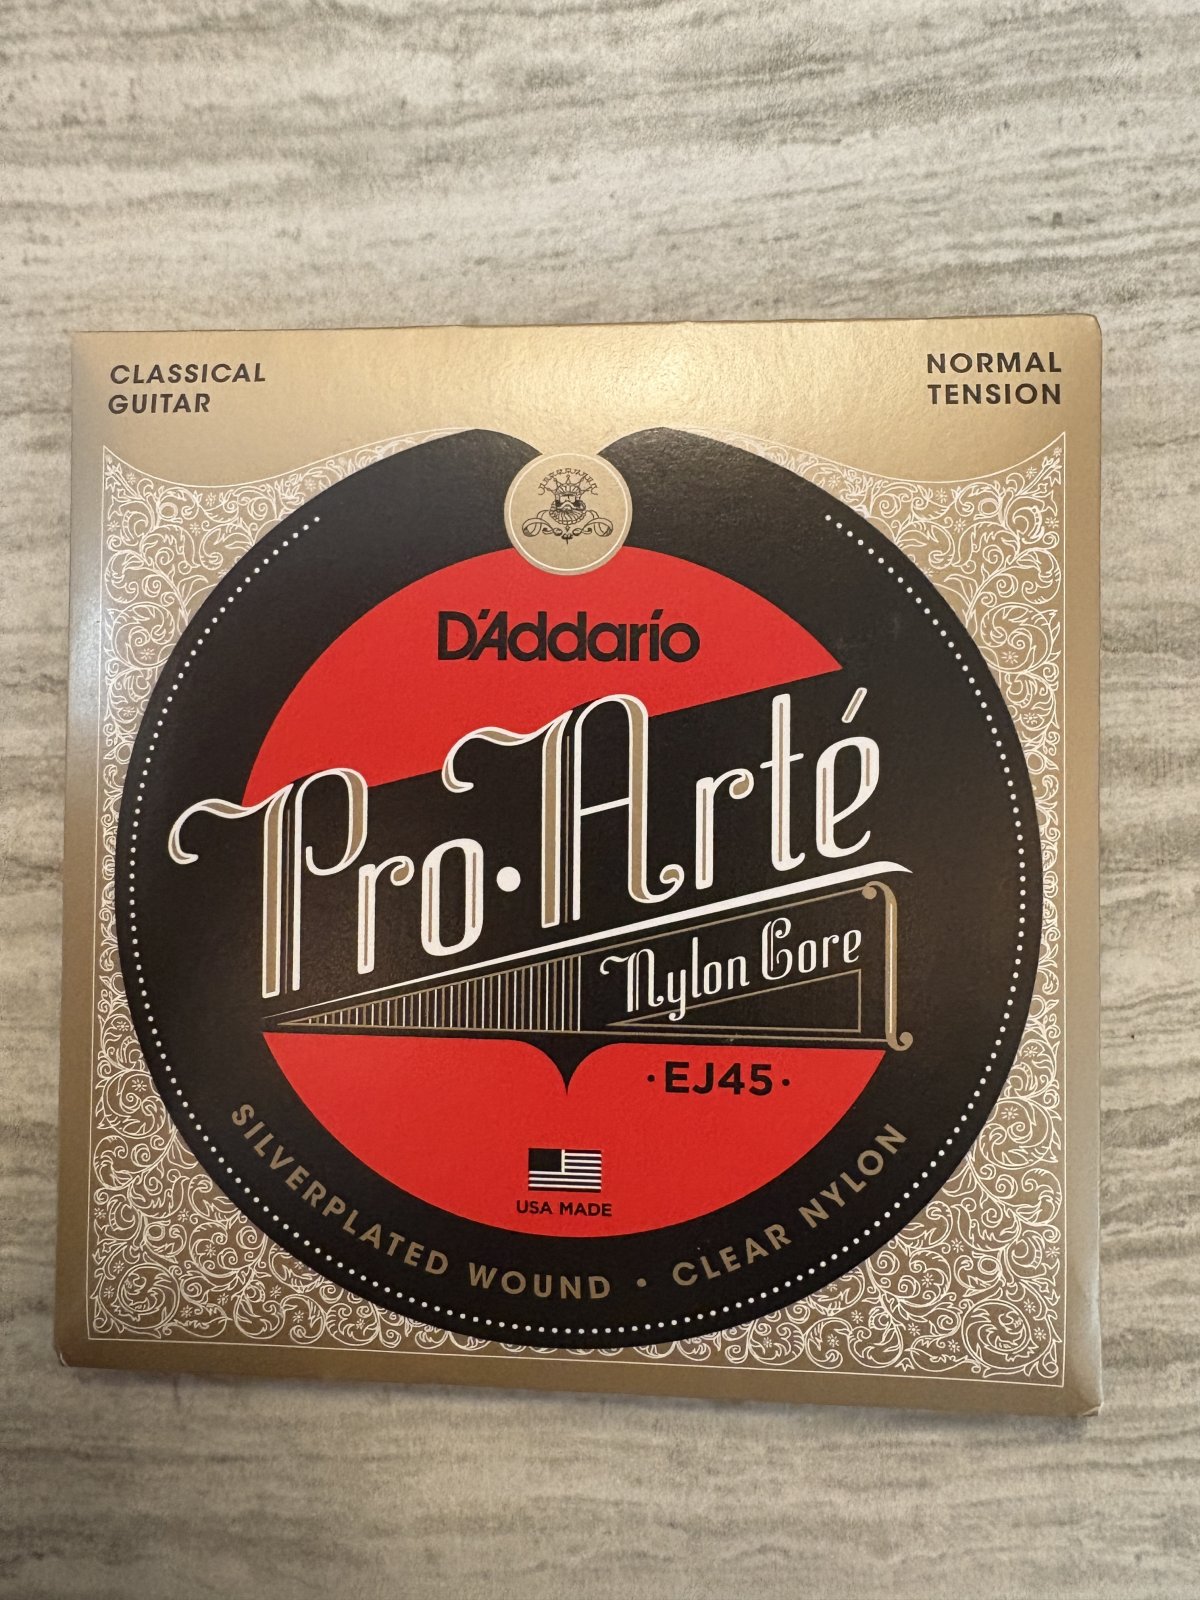 CLASSICAL
GUITAR
NORMAL
TENSION
D'Addario
Pro·Arté
Nylon Core
·EJ45·
USA MADE
SILVERPLATED WOUND · CLEAR NYLON